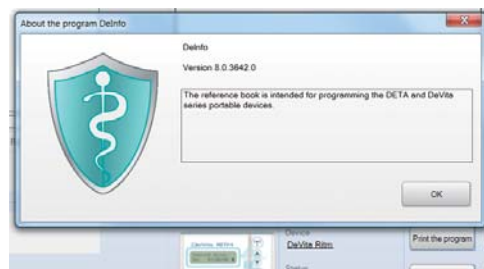 About the program DeInfo
DeInfo
Version 8.0.3642.0
The reference book is intended for programming the DETA and DeVita
series portable devices.
OK
Device
DeVita Ritm
Print the program
Status